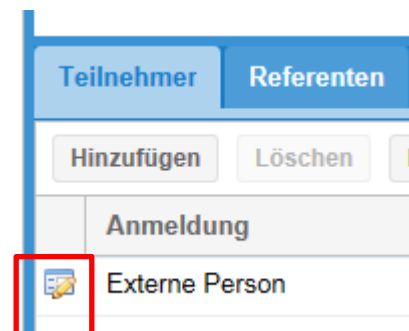 Teilnehmer Referenten
Hinzufügen Löschen
Anmeldung
Externe Person